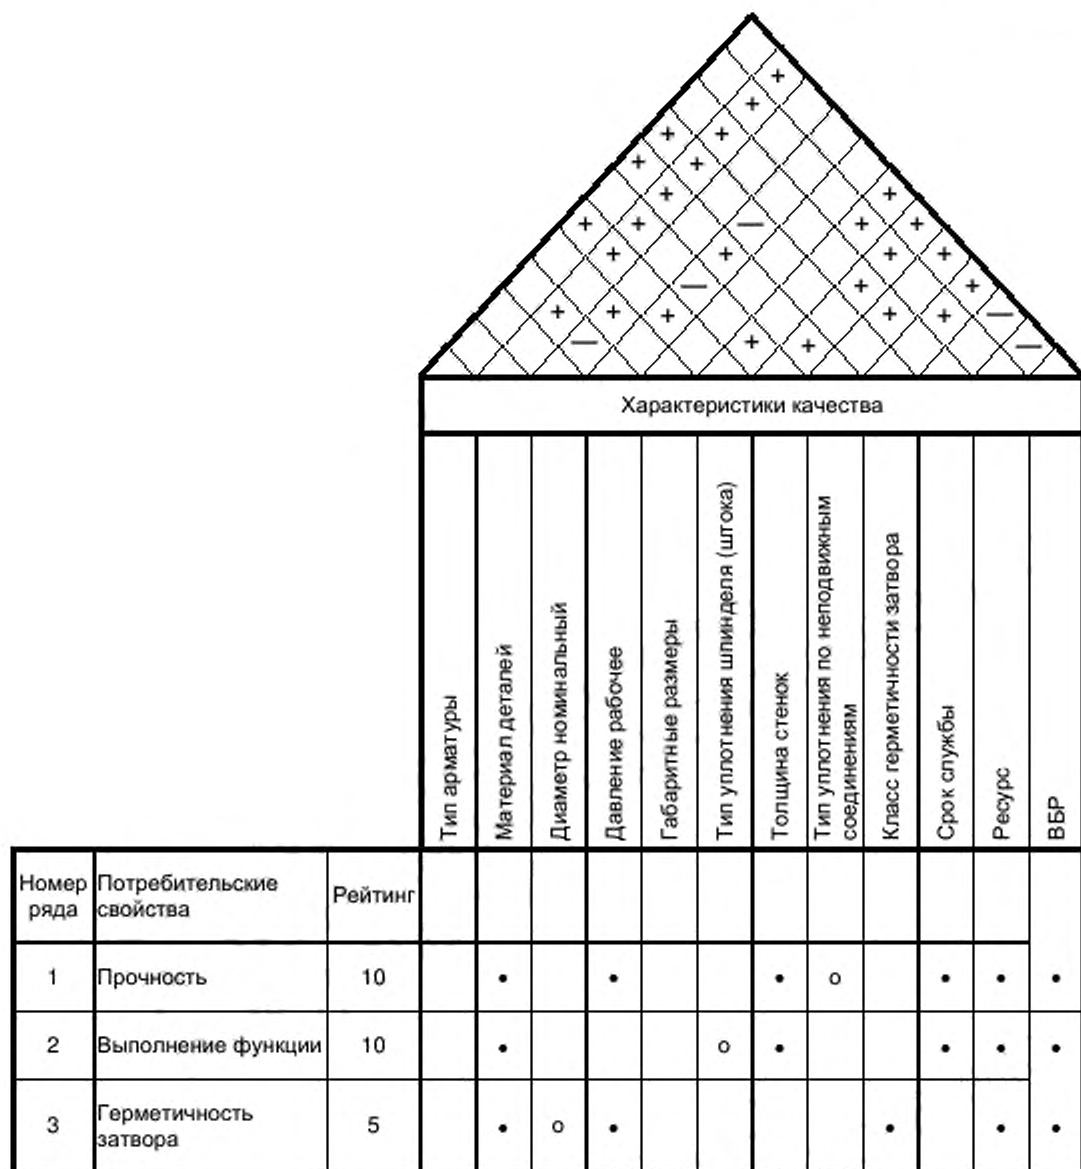 +
+
+ +
+ +
+ +
+ + — + +
+ + + +
— + +
+ + + + + —
— + + —
Характеристики качества
Тип арматуры
Материал деталей
Диаметр номинальный
Давление рабочее
Габаритные размеры
Тип уплотнения шпинделя (штока)
Толщина стенок
Тип уплотнения по неподвижным
соединениям
Класс герметичности затвора
Срок службы
Ресурс
ВБР
Номер
ряда
Потребительские
свойства
Рейтинг
1 Прочность 10 • • • о • • •
2 Выполнение функции 10 • о • • • •
3 Герметичность
затвора
5 • о • • • •